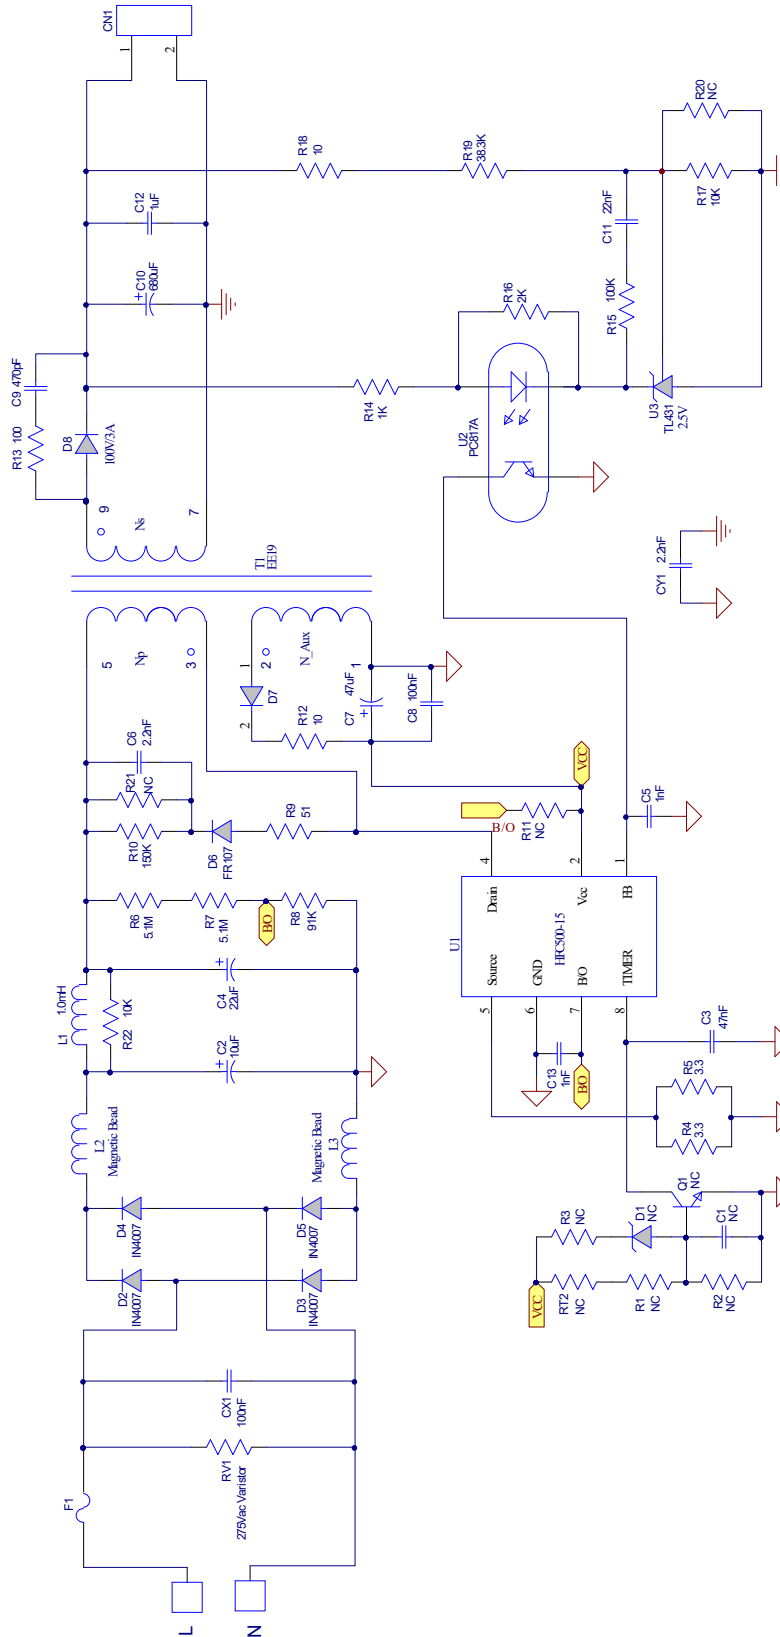 L
N
F1
RV1
275Vac Varistor
CX1
100nF
D2
IN4007
D4
IN4007
D3
IN4007
D5
IN4007
L2
Magnetic Bead
Magnetic Bead
L3
L1
1.0mH
R22
10K
C2
10uF
+
C4
22uF
+
R6
5.1M
R7
5.1M
BO
R8
91K
R10
150K
R21
NC
C6
2.2nF
D6
FR107
R9
51
5
Np
3
T1
EE19
9
Ns
7
N_Aux
2
1
D7
1
2
R12
10
C7
47uF
+
C8
100nF
R13
100
C9
470pF
D8
100V/3A
C10
680uF
+
C12
1uF
CN1
1
2
R18
10
R19
38.3K
R14
1K
R16
2K
U2
PC817A
C11
22nF
R15
100K
U3
TL431
2.5V
R17
10K
R20
NC
CY1
2.2nF
VCC
B/O
R11
NC
C5
1nF
U1
HFC500-15
Source
GND
B/O
TIMER
Drain
Vcc
FB
5
6
7
8
4
2
1
C13
1nF
BO
C3
47nF
R4
3.3
R5
3.3
Q1
NC
VCC
RT2
NC
R3
NC
R1
NC
D1
NC
R2
NC
C1
NC